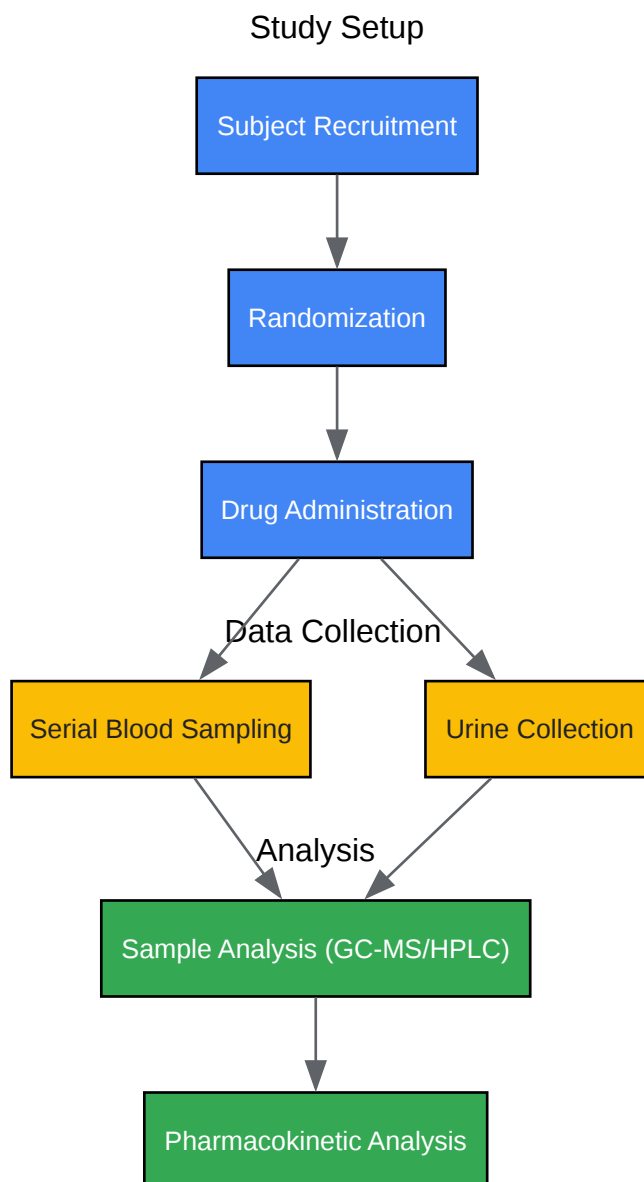 Study Setup
Subject Recruitment
Randomization
Drug Administration
Data Collection
Serial Blood Sampling
Urine Collection
Analysis
Sample Analysis (GC-MS/HPLC)
Pharmacokinetic Analysis